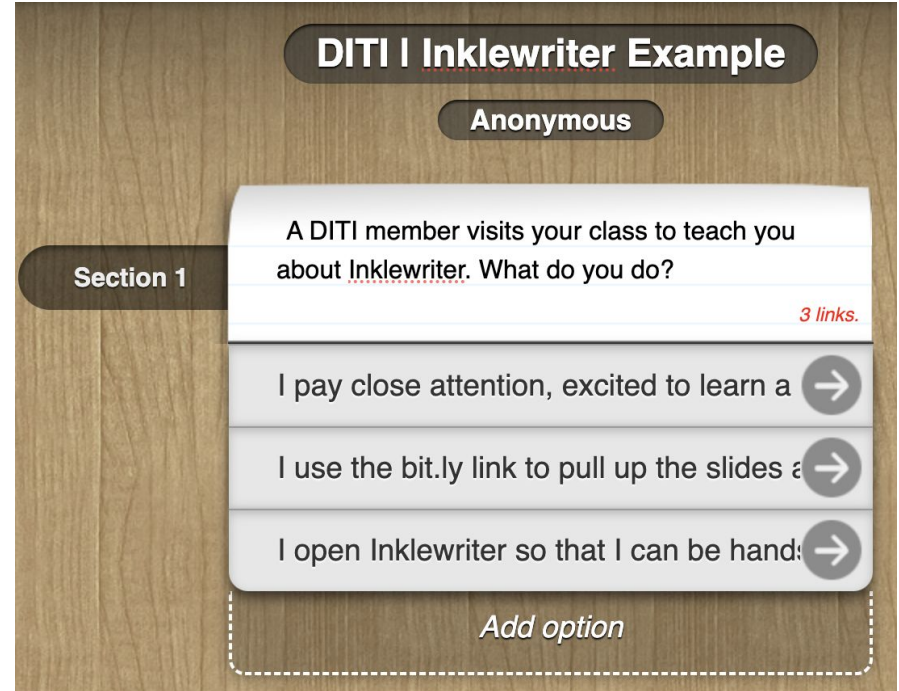 DITI | Inklewriter Example
Anonymous
Section 1
A DITI member visits your class to teach you
about Inklewriter. What do you do?
3 links.
I pay close attention, excited to learn a
I use the bit.ly link to pull up the slides
I open Inklewriter so that I can be hand
Add option